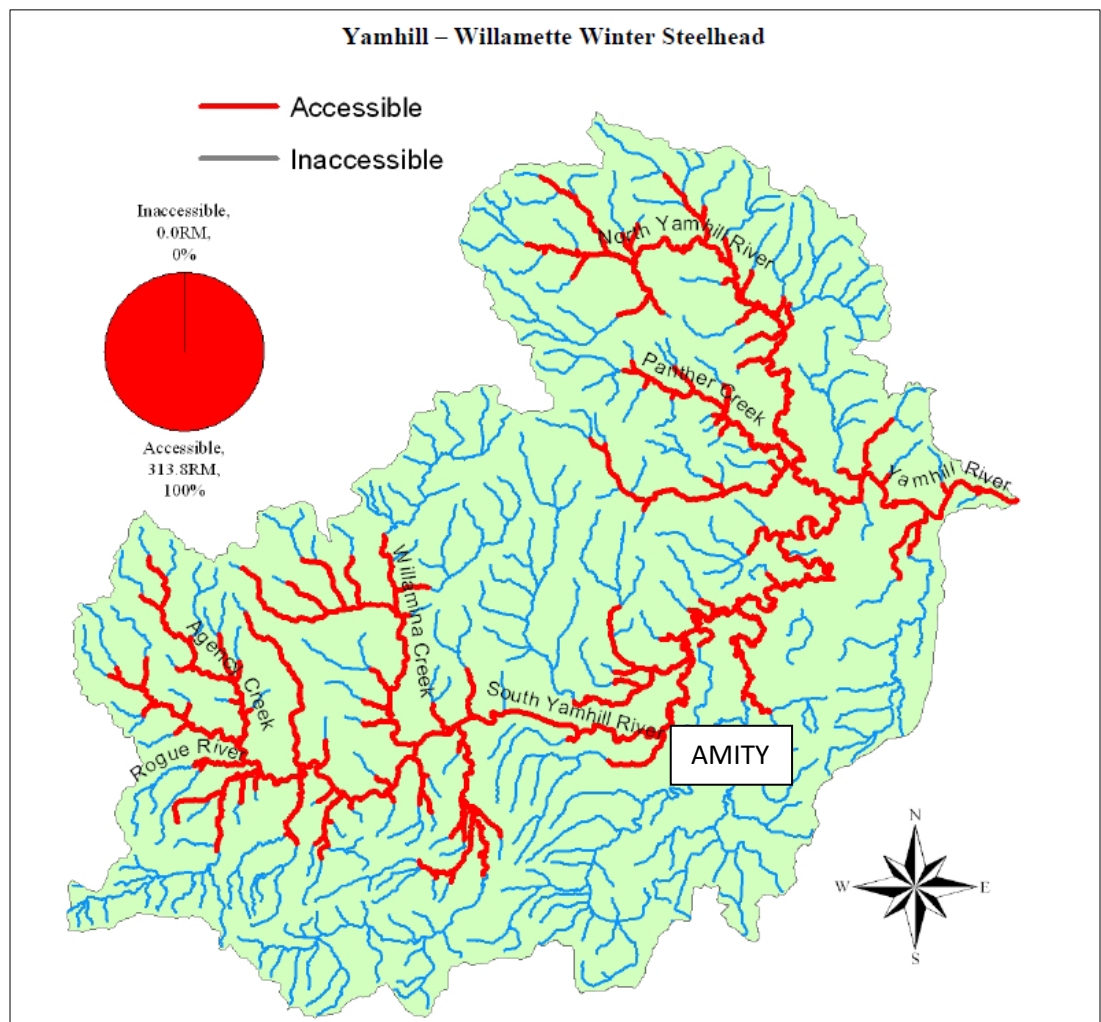 Yamhill – Willamette Winter Steelhead
Accessible
Inaccessible
Inaccessible,
0.0RM,
0%
Accessible,
313.8RM,
100%
North Yamhill River
Panther Creek
Yamhill River
Willamina Creek
Agency Creek
South Yamhill River
Rogue River
AMITY
N
W
E
S